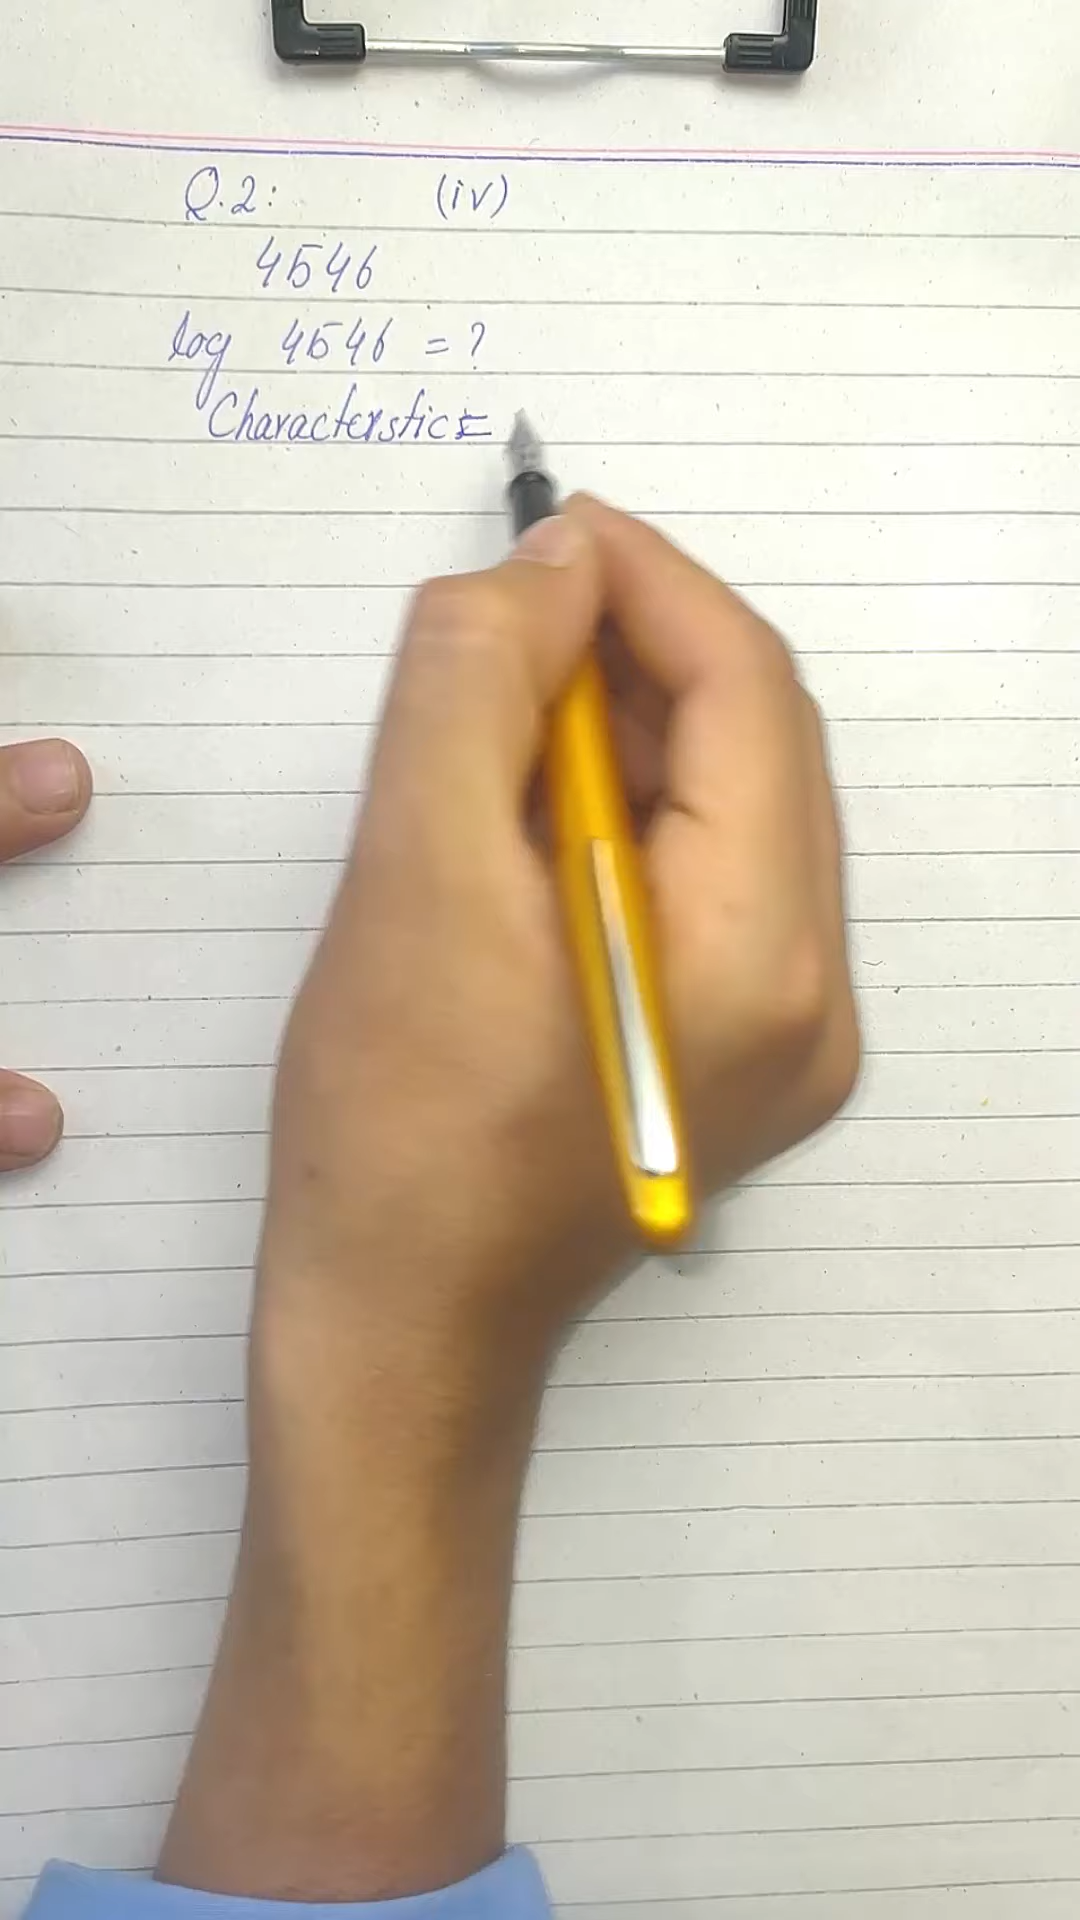 Q.2: (iv)
4546
log 4546 = ?
Characterstic =